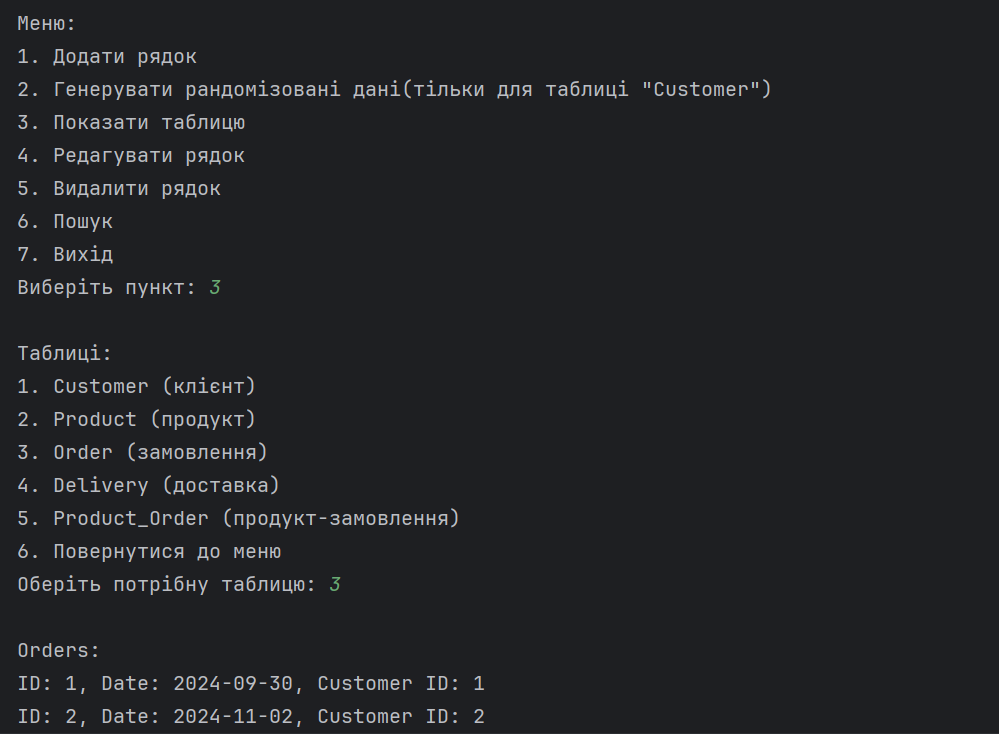 Меню:
1. Додати рядок
2. Генерувати рандомізовані дані(тільки для таблиці "Customer")
3. Показати таблицю
4. Редагувати рядок
5. Видалити рядок
6. Пошук
7. Вихід
Виберіть пункт: 3
Таблиці:
1. Customer (клієнт)
2. Product (продукт)
3. Order (замовлення)
4. Delivery (доставка)
5. Product_Order (продукт-замовлення)
6. Повернутися до меню
Оберіть потрібну таблицю: 3
Orders:
ID: 1, Date: 2024-09-30, Customer ID: 1
ID: 2, Date: 2024-11-02, Customer ID: 2